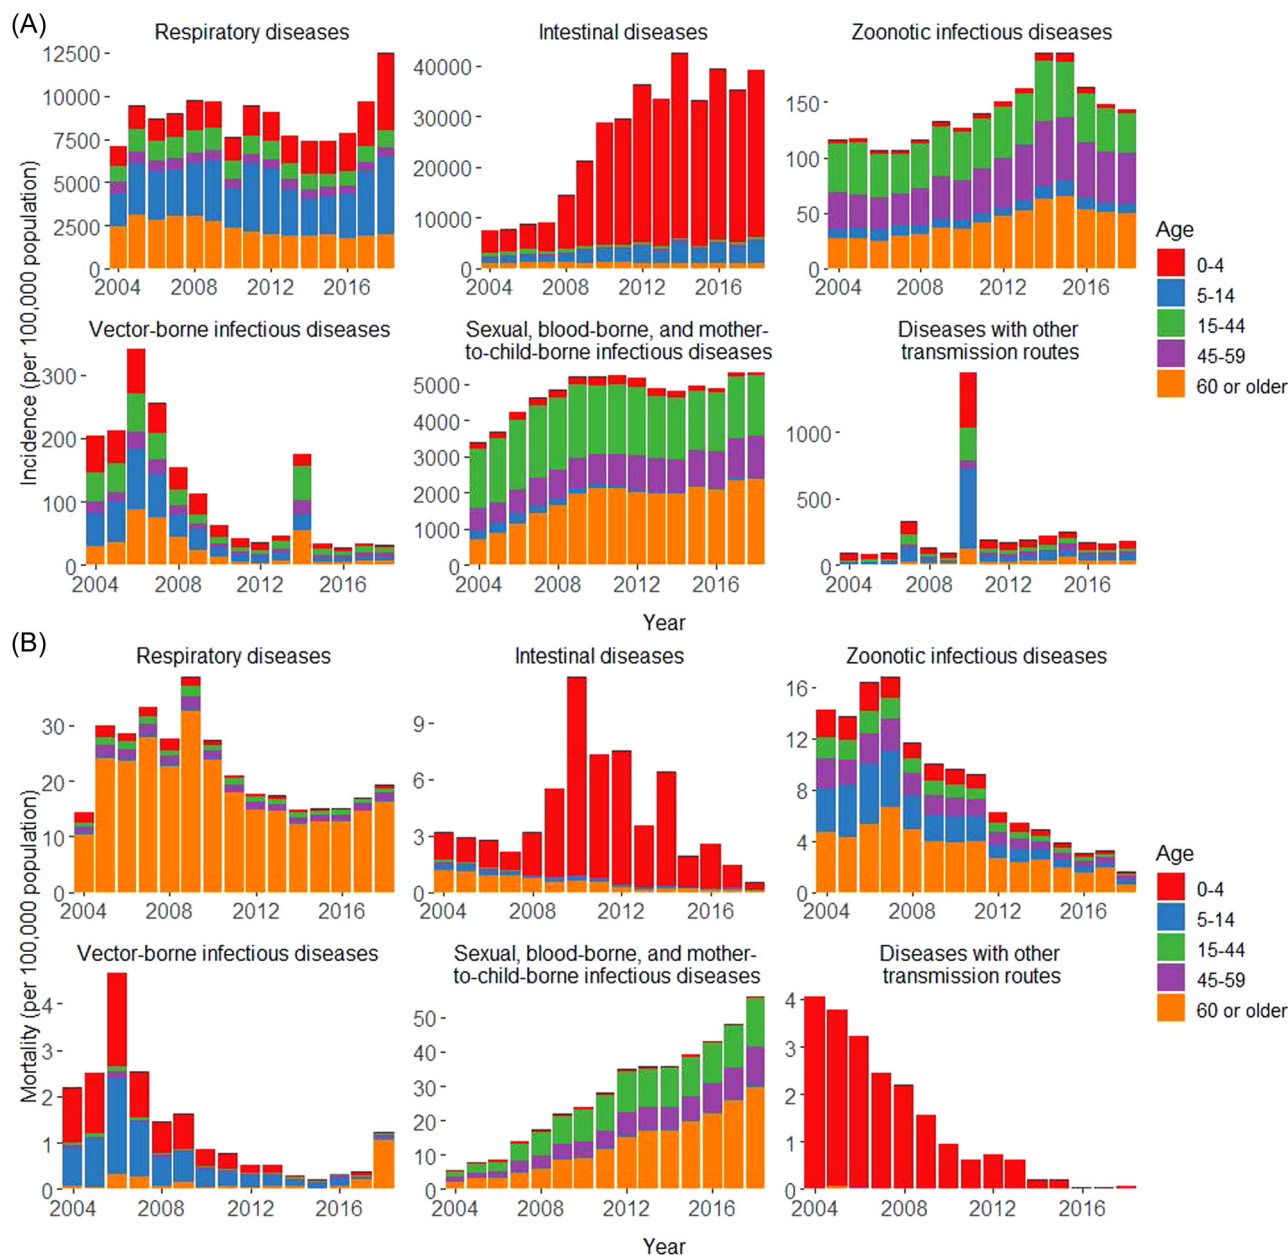 (A)
Respiratory diseases
Intestinal diseases
Zoonotic infectious diseases
12500
10000
7500
5000
2500
0
2004 2008 2012 2016
40000
30000
20000
10000
0
2004 2008 2012 2016
150
100
50
0
2004 2008 2012 2016
Incidence (per 100,000 population)
Vector-borne infectious diseases
Sexual, blood-borne, and mother-
to-child-borne infectious diseases
Diseases with other
transmission routes
300
200
100
0
2004 2008 2012 2016
5000
4000
3000
2000
1000
0
2004 2008 2012 2016
1000
500
0
2004 2008 2012 2016
Year
Age
0-4
5-14
15-44
45-59
60 or older
(B)
Respiratory diseases
Intestinal diseases
Zoonotic infectious diseases
30
20
10
0
2004 2008 2012 2016
9
6
3
0
2004 2008 2012 2016
16
12
8
4
0
2004 2008 2012 2016
Mortality (per 1000,000 population)
Vector-borne infectious diseases
Sexual, blood-borne, and mother-
to-child-borne infectious diseases
Diseases with other
transmission routes
4
3
2
1
0
2004 2008 2012 2016
50
40
30
20
10
0
2004 2008 2012 2016
4
3
2
1
0
2004 2008 2012 2016
Year
Age
0-4
5-14
15-44
45-59
60 or older